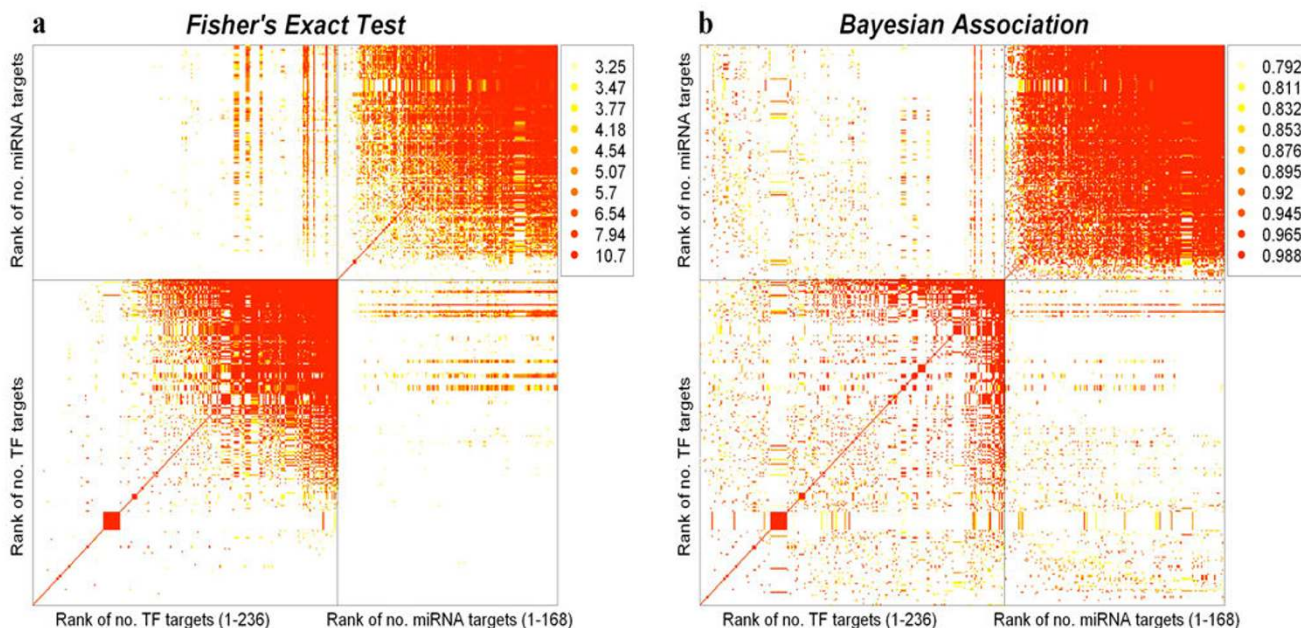 a
Fisher's Exact Test
Rank of no. miRNA targets
Rank of no. TF targets
3.25
3.47
3.77
4.18
4.54
5.07
5.7
6.54
7.94
10.7
Rank of no. TF targets (1-236)
Rank of no. miRNA targets (1-168)
b
Bayesian Association
Rank of no. miRNA targets
Rank of no. TF targets
0.792
0.811
0.832
0.853
0.876
0.895
0.92
0.945
0.965
0.988
Rank of no. TF targets (1-236)
Rank of no. miRNA targets (1-168)